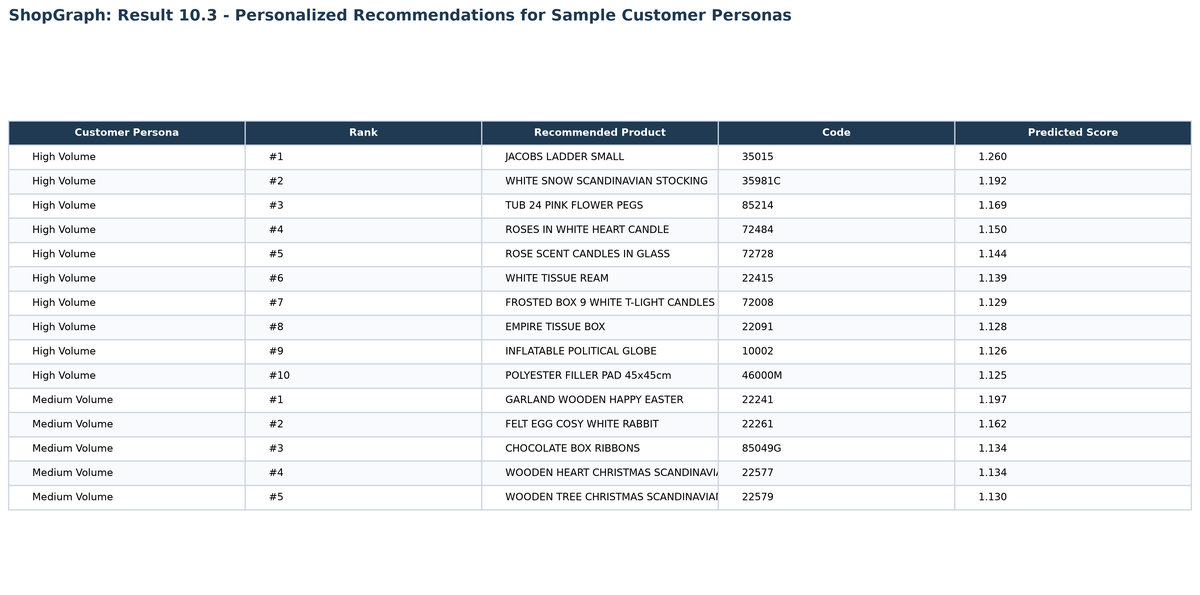 ShopGraph: Result 10.3 - Personalized Recommendations for Sample Customer Personas
Customer Persona Rank Recommended Product Code Predicted Score
High Volume #1 JACOBS LADDER SMALL 35015 1.260
High Volume #2 WHITE SNOW SCANDINAVIAN STOCKING 35981C 1.192
High Volume #3 TUB 24 PINK FLOWER PEGS 85214 1.169
High Volume #4 ROSES IN WHITE HEART CANDLE 72484 1.150
High Volume #5 ROSE SCENT CANDLES IN GLASS 72728 1.144
High Volume #6 WHITE TISSUE REAM 22415 1.139
High Volume #7 FROSTED BOX 9 WHITE T-LIGHT CANDLES 72008 1.129
High Volume #8 EMPIRE TISSUE BOX 22091 1.128
High Volume #9 INFLATABLE POLITICAL GLOBE 10002 1.126
High Volume #10 POLYESTER FILLER PAD 45x45cm 46000M 1.125
Medium Volume #1 GARLAND WOODEN HAPPY EASTER 22241 1.197
Medium Volume #2 FELT EGG COSY WHITE RABBIT 22261 1.162
Medium Volume #3 CHOCOLATE BOX RIBBONS 85049G 1.134
Medium Volume #4 WOODEN HEART CHRISTMAS SCANDINAVI 22577 1.134
Medium Volume #5 WOODEN TREE CHRISTMAS SCANDINAVIAN 22579 1.130